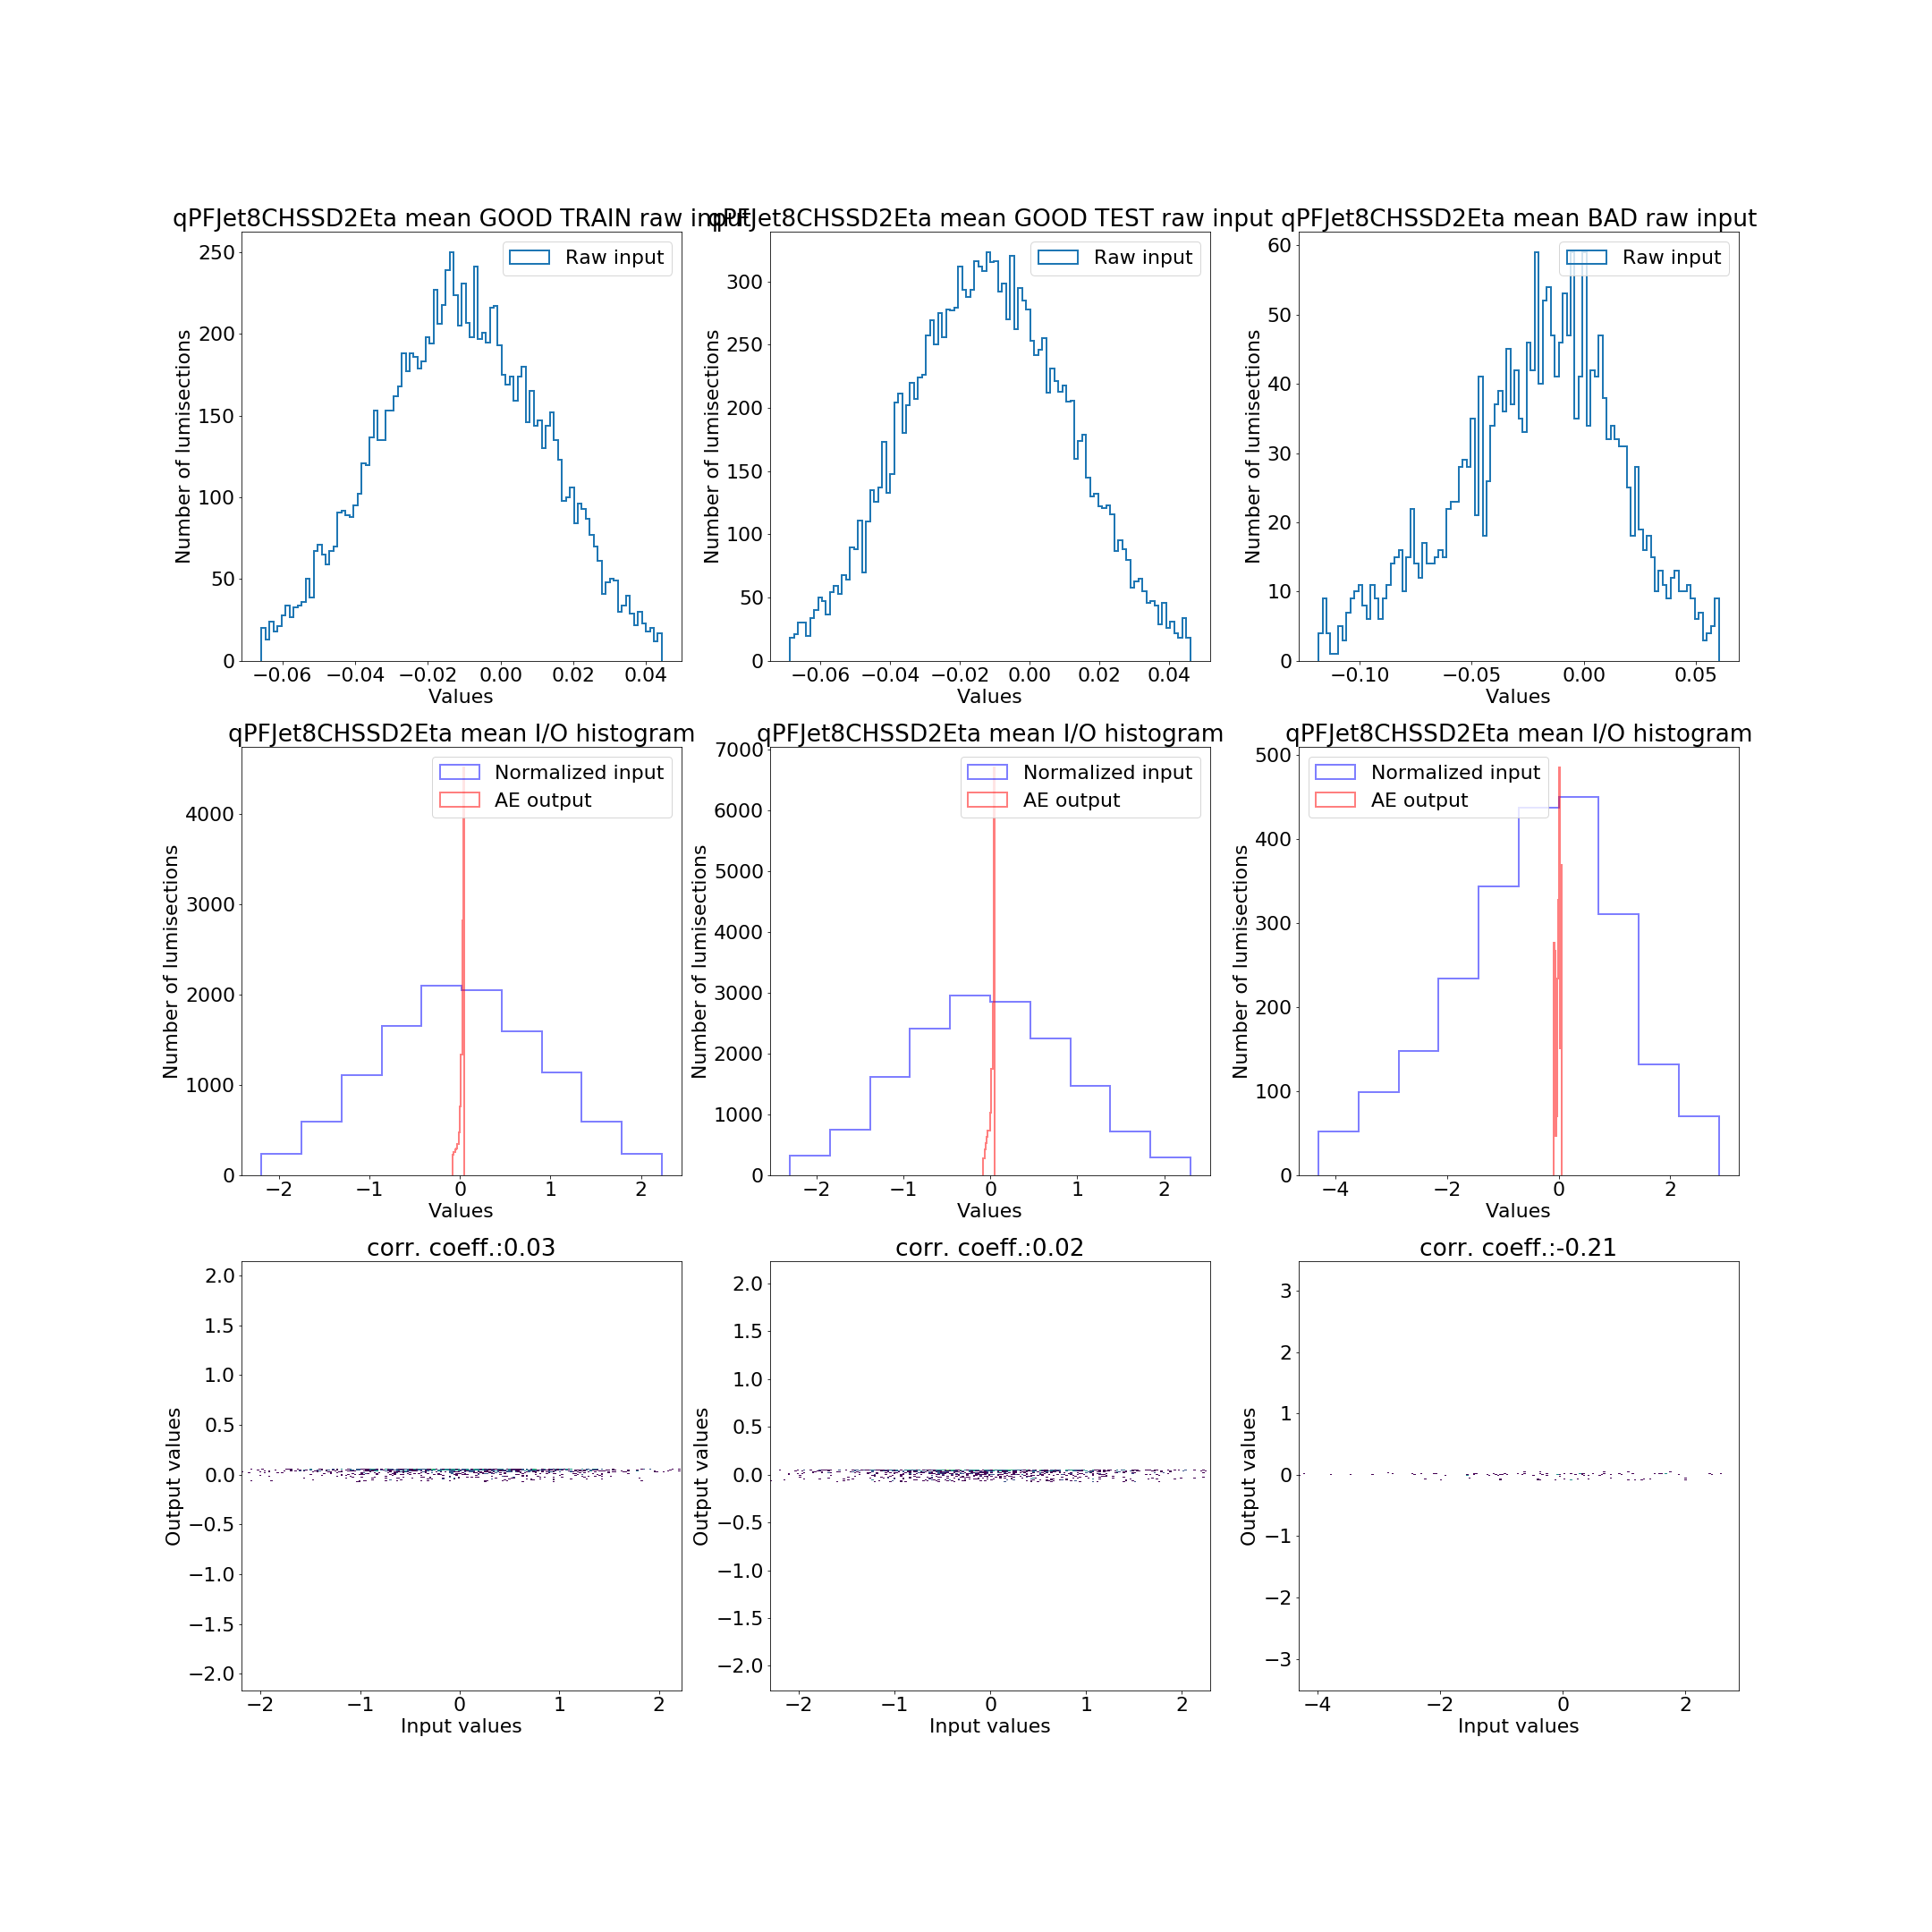 qPFJet8CHSSD2Eta mean GOOD TRAIN raw input
250
200
150
100
50
0
Number of lumisections
Raw input
−0.06 −0.04 −0.02 0.00 0.02 0.04
Values
qPFJet8CHSSD2Eta mean GOOD TEST raw input
300
250
200
150
100
50
0
Number of lumisections
Raw input
−0.06 −0.04 −0.02 0.00 0.02 0.04
Values
qPFJet8CHSSD2Eta mean BAD raw input
60
50
40
30
20
10
0
Number of lumisections
Raw input
−0.10 −0.05 0.00 0.05
Values
qPFJet8CHSSD2Eta mean I/O histogram
4000
3000
2000
1000
0
Number of lumisections
Normalized input
AE output
−2 −1 0 1 2
Values
qPFJet8CHSSD2Eta mean I/O histogram
7000
6000
5000
4000
3000
2000
1000
0
Number of lumisections
Normalized input
AE output
−2 −1 0 1 2
Values
qPFJet8CHSSD2Eta mean I/O histogram
500
400
300
200
100
0
Number of lumisections
Normalized input
AE output
−4 −2 0 2
Values
corr. coeff.:0.03
2.0
1.5
1.0
0.5
0.0
−0.5
−1.0
−1.5
−2.0
Output values
−2 −1 0 1 2
Input values
corr. coeff.:0.02
2.0
1.5
1.0
0.5
0.0
−0.5
−1.0
−1.5
−2.0
Output values
−2 −1 0 1 2
Input values
corr. coeff.:-0.21
3
2
1
0
−1
−2
−3
Output values
−4 −2 0 2
Input values